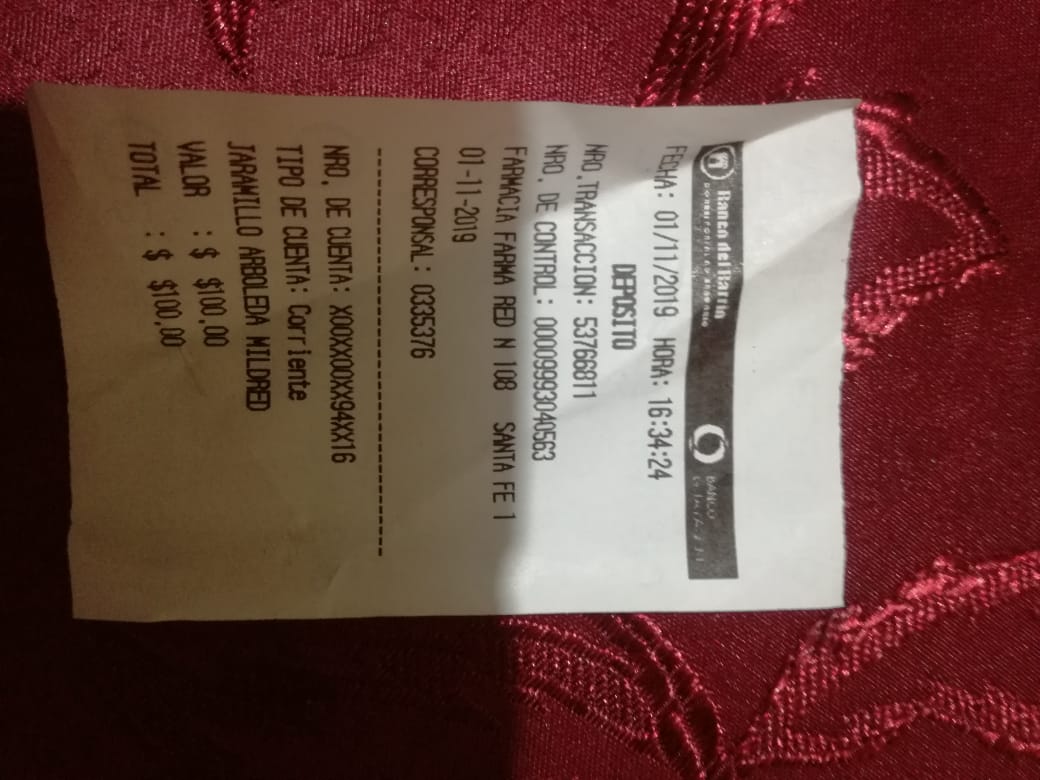 Banco del Barrio
BANCO
FECHA: 01/11/2019 HORA: 16:34:24
DEPOSITO
NRO.TRANSACCION: 53766811
NRO. DE CONTROL: 00009993040563
FARMACIA FARMA RED N 108 SANTA FE 1
01-11-2019
CORRESPONSAL: 0335376
----------------------------------------
NRO. DE CUENTA: X00XX00XX94XX16
TIPO DE CUENTA: Corriente
JARAMILLO ARBOLEDA MILDRED
VALOR : $ $100,00
TOTAL : $ $100,00